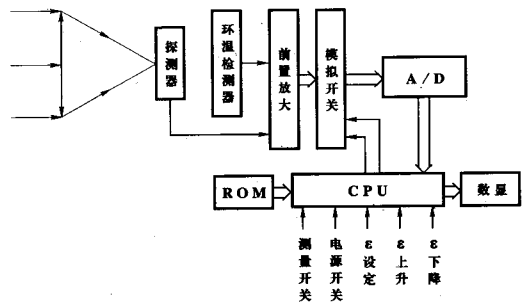 探测器
环温检测器
前置放大
模拟开关
A/D
ROM
CPU
数显
测量开关
电源开关
ε设定
ε上升
ε下降